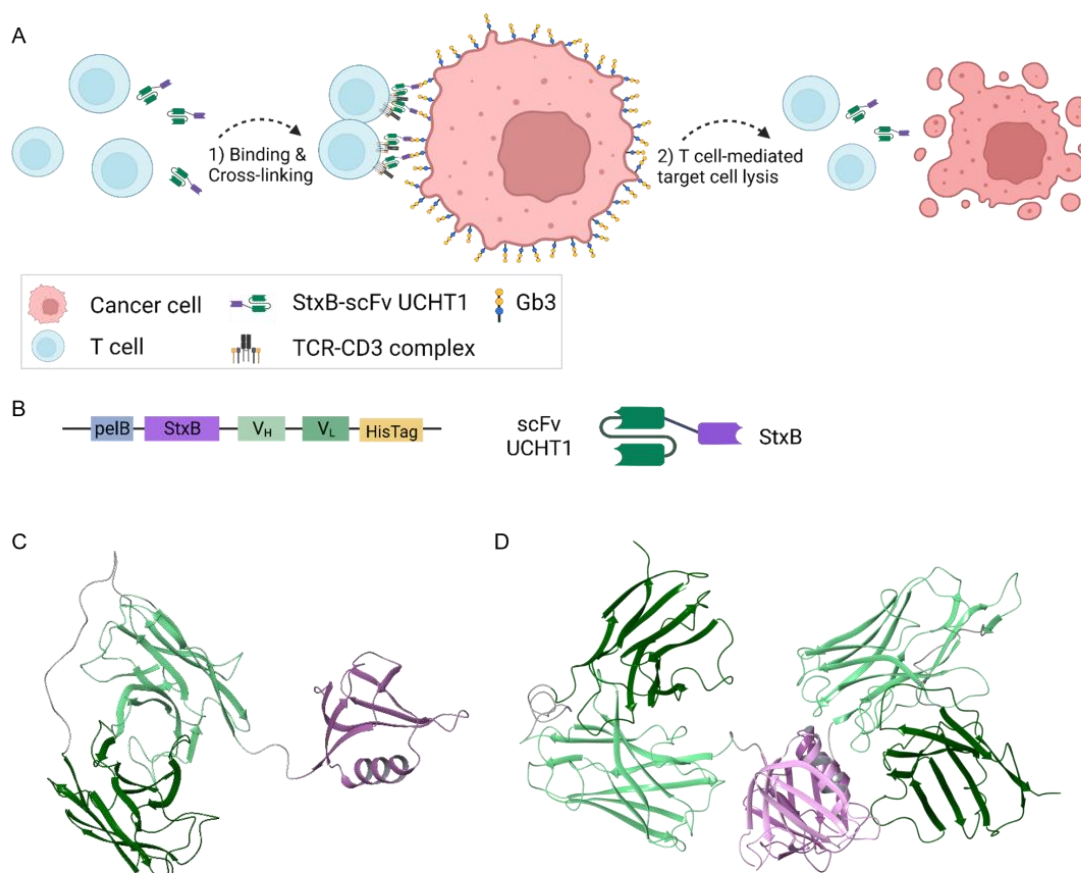 A
1) Binding &
Cross-linking
2) T cell-mediated
target cell lysis
Cancer cell
StxB-scFv UCHT1
Gb3
T cell
TCR-CD3 complex
B
pelB
StxB
VH
VL
HisTag
scFv
UCHT1
StxB
C
D